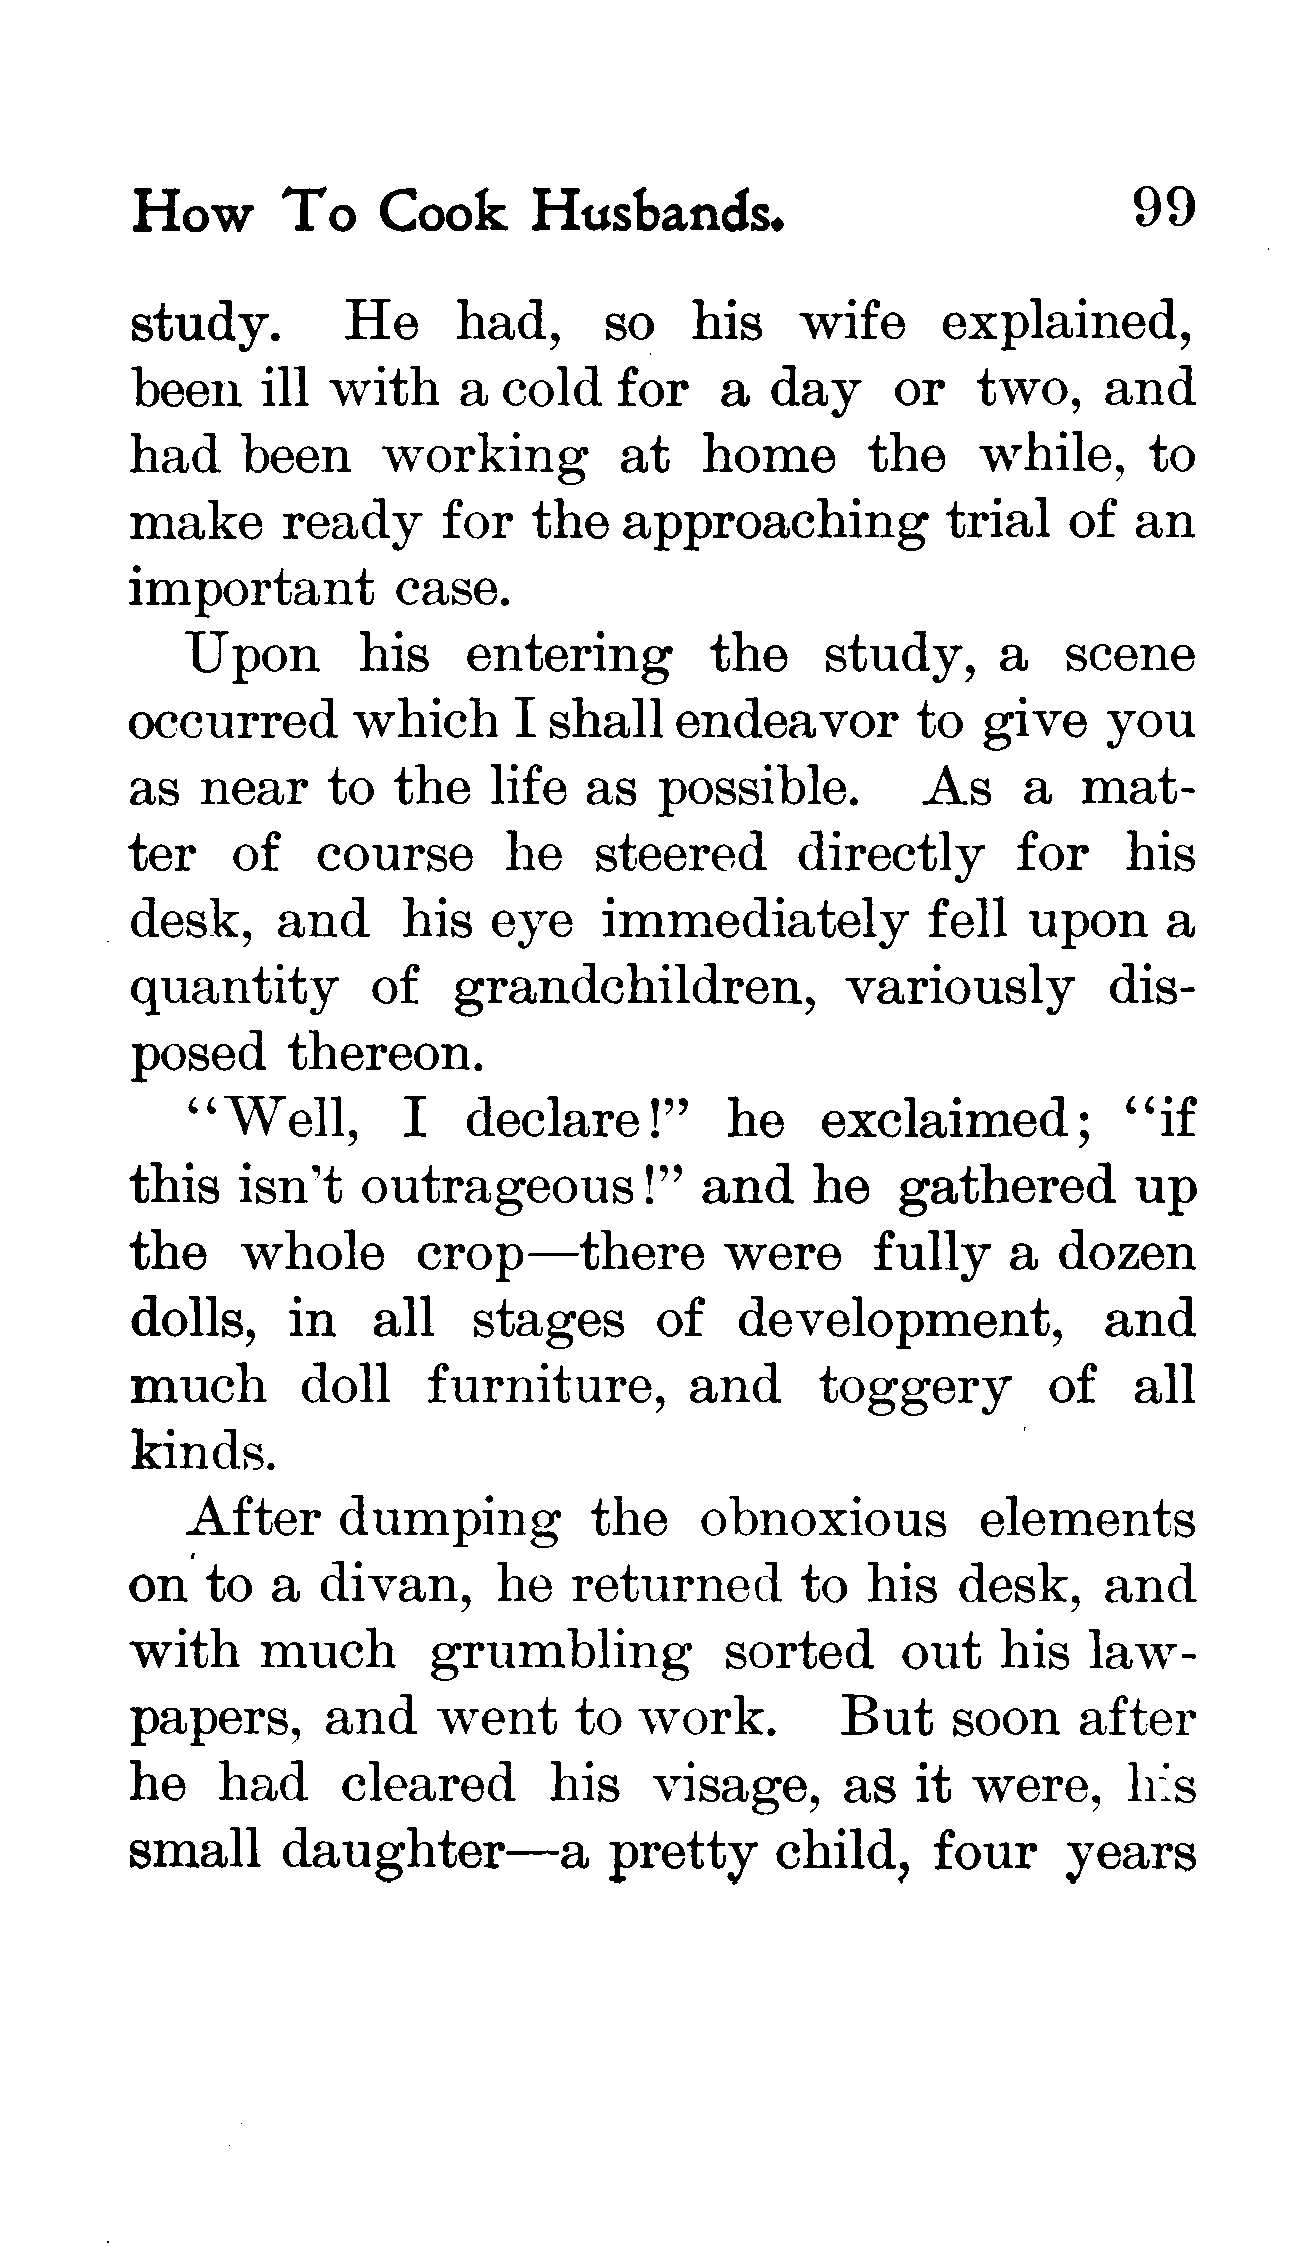 How To Cook Husbands. 99
study. He had, so his wife explained,
been ill with a cold for a day or two, and
had been working at home the while, to
make ready for the approaching trial of an
important case.
Upon his entering the study, a scene
occurred which I shall endeavor to give you
as near to the life as possible. As a mat-
ter of course he steered directly for his
desk, and his eye immediately fell upon a
quantity of grandchildren, variously dis-
posed thereon.
“Well, I declare!” he exclaimed; “if
this isn’t outrageous!” and he gathered up
the whole crop—there were fully a dozen
dolls, in all stages of development, and
much doll furniture, and toggery of all
kinds.
After dumping the obnoxious elements
on to a divan, he returned to his desk, and
with much grumbling sorted out his law-
papers, and went to work. But soon after
he had cleared his visage, as it were, his
small daughter—a pretty child, four years